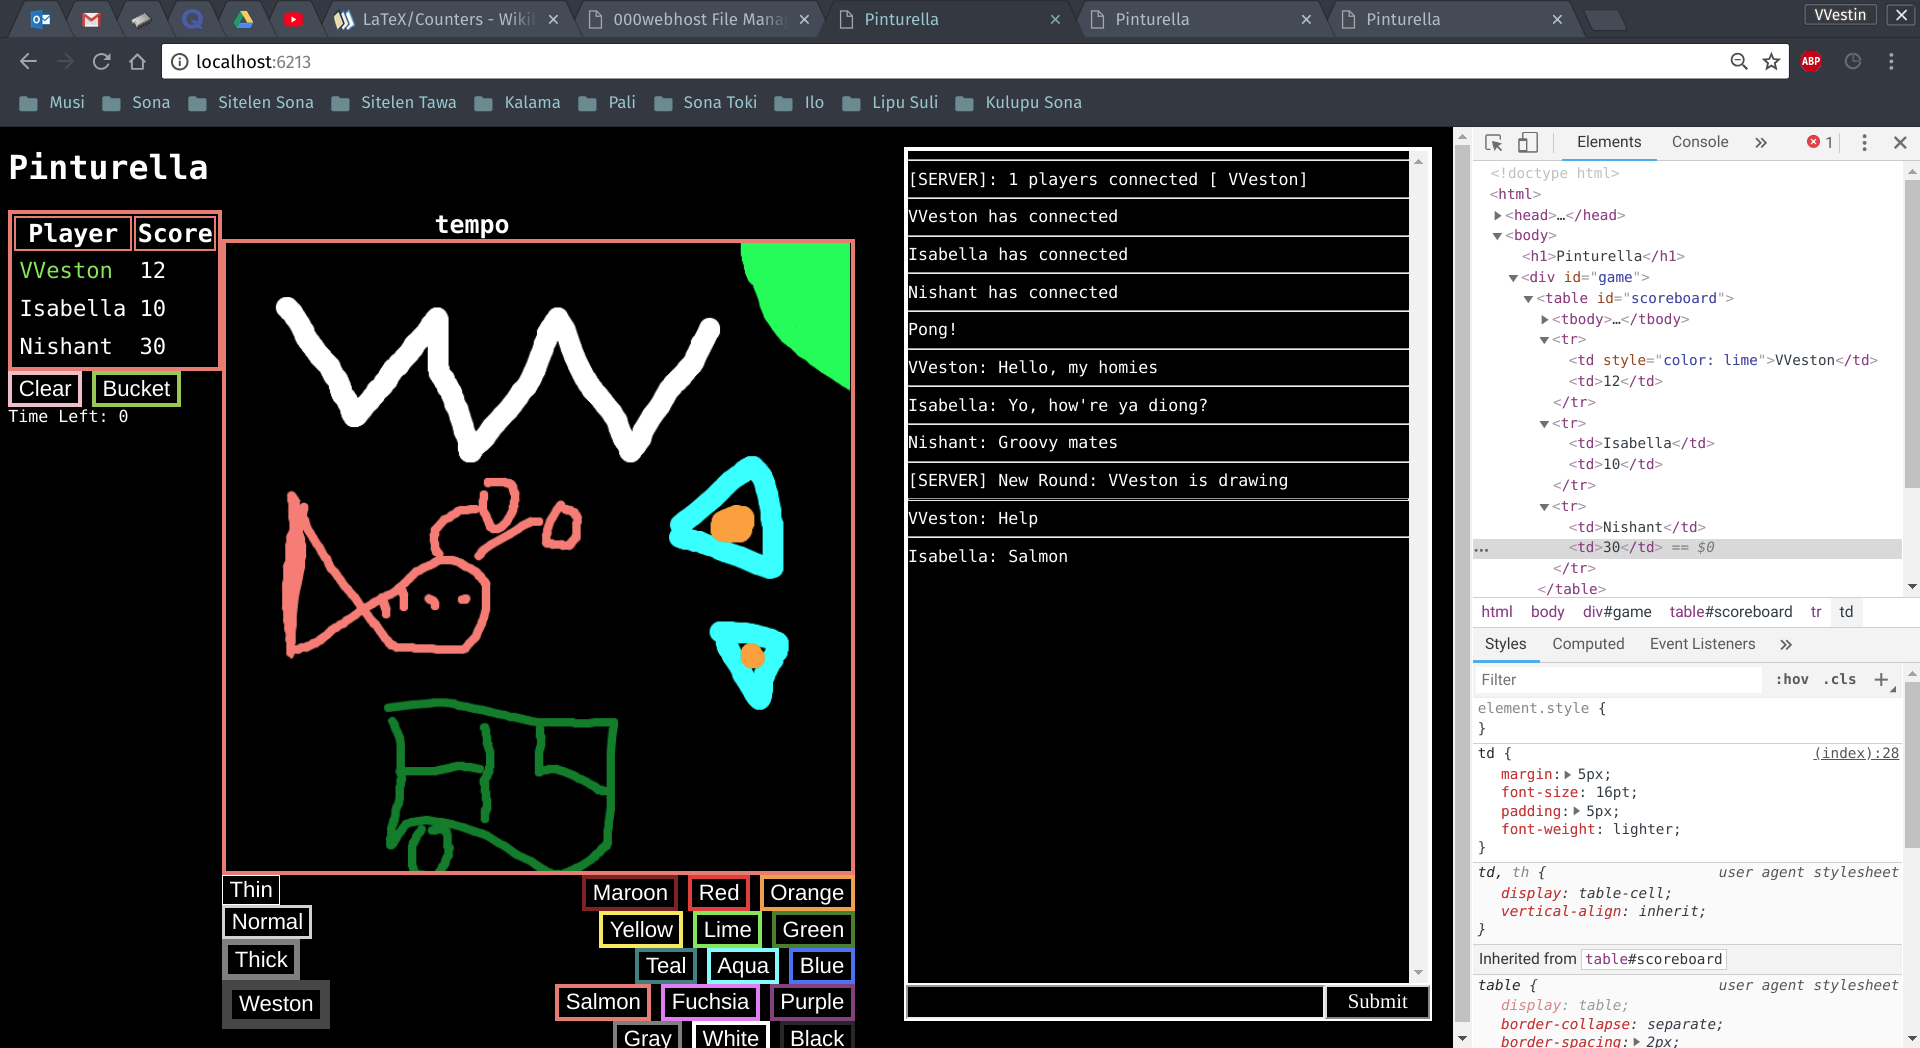 LaTeX/Counters - Wikil
000webhost File Mana
Pinturella
Pinturella
Pinturella
VVestin
localhost:6213
ABP
Musi
Sona
Sitelen Sona
Sitelen Tawa
Kalama
Pali
Sona Toki
Ilo
Lipu Suli
Kulupu Sona
Pinturella
Player Score
VVeston 12
Isabella 10
Nishant 30
Clear Bucket
Time Left: 0
tempo
Thin
Normal
Thick
Weston
Maroon Red Orange
Yellow Lime Green
Teal Aqua Blue
Salmon Fuchsia Purple
Gray White Black
[SERVER]: 1 players connected [ VVeston]
VVeston has connected
Isabella has connected
Nishant has connected
Pong!
VVeston: Hello, my homies
Isabella: Yo, how're ya diong?
Nishant: Groovy mates
[SERVER] New Round: VVeston is drawing
VVeston: Help
Isabella: Salmon
Submit
Elements Console » 1
<!doctype html>
<html>
<head>…</head>
<body>
<h1>Pinturella</h1>
<div id="game">
<table id="scoreboard">
<tbody>…</tbody>
<tr>
<td style="color: lime">VVeston</td>
<td>12</td>
</tr>
<tr>
<td>Isabella</td>
<td>10</td>
</tr>
<tr>
<td>Nishant</td>
... <td>30</td> == $0
</tr>
</table>
html body div#game table#scoreboard tr td
Styles Computed Event Listeners »
Filter :hov .cls +
element.style {
}
td { (index):28
margin: 5px;
font-size: 16pt;
padding: 5px;
font-weight: lighter;
}
td, th { user agent stylesheet
display: table-cell;
vertical-align: inherit;
}
Inherited from table#scoreboard
table { user agent stylesheet
display: table;
border-collapse: separate;
border-spacing: 2px;